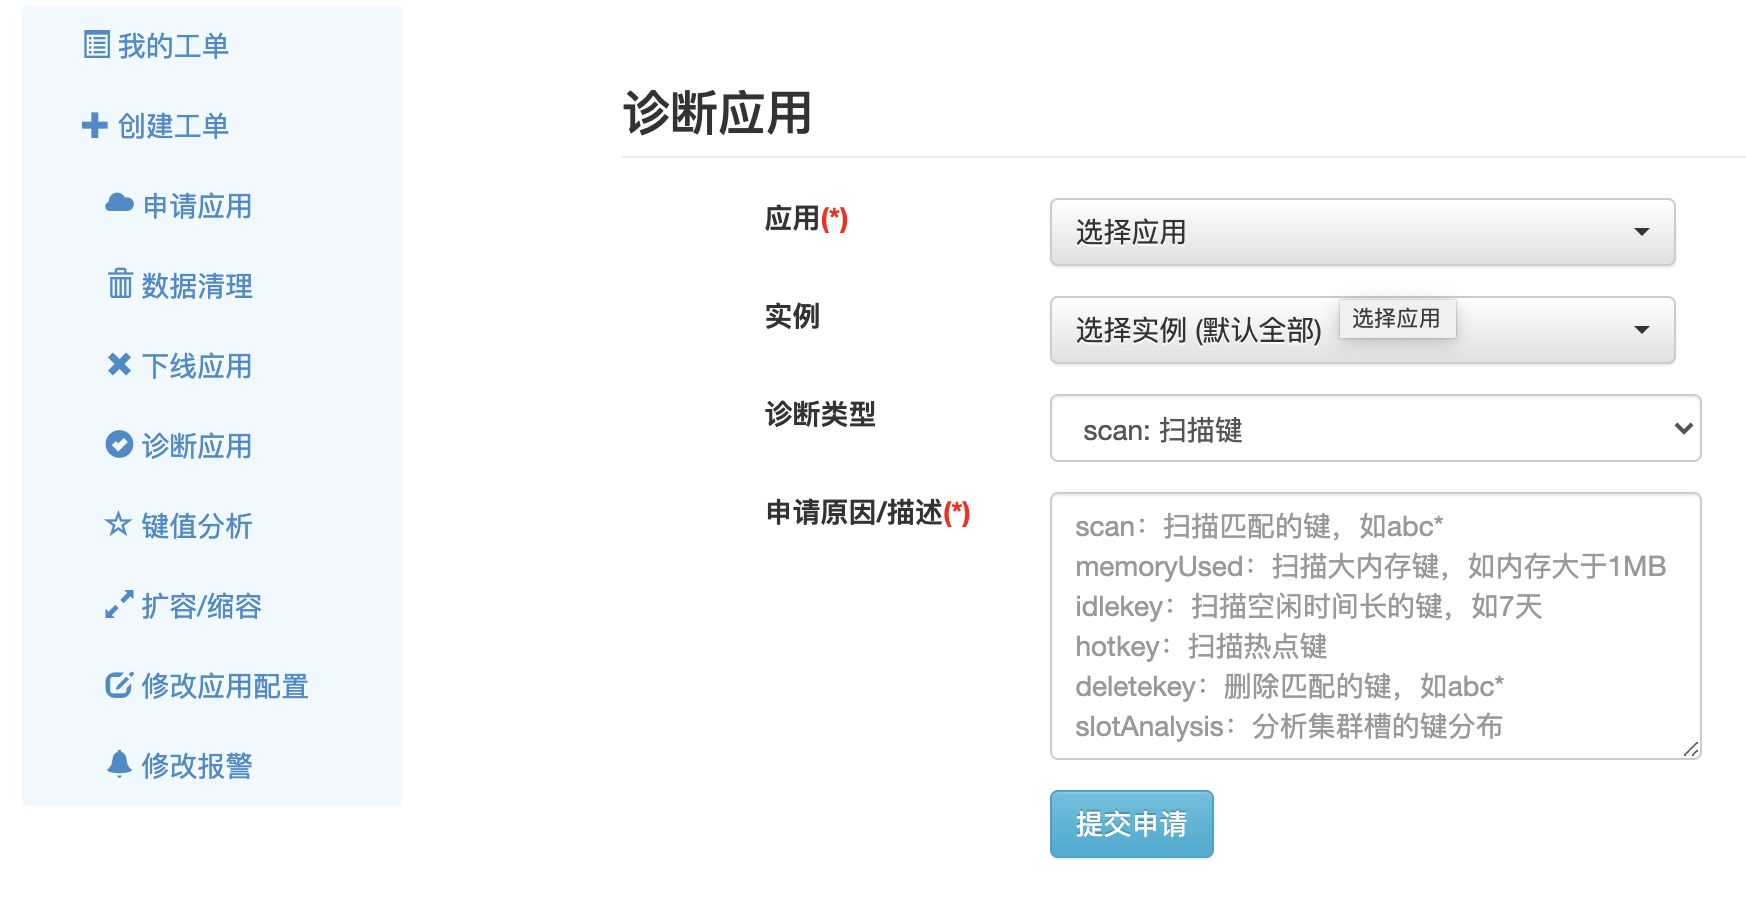 我的工单
创建工单
申请应用
数据清理
下线应用
诊断应用
键值分析
扩容/缩容
修改应用配置
修改报警
诊断应用
应用(*)
选择应用
实例
选择实例 (默认全部)
选择应用
诊断类型
scan: 扫描键
申请原因/描述(*)
scan：扫描匹配的键，如abc*
memoryUsed：扫描大内存键，如内存大于1MB
idlekey：扫描空闲时间长的键，如7天
hotkey：扫描热点键
deletekey：删除匹配的键，如abc*
slotAnalysis：分析集群槽的键分布
提交申请